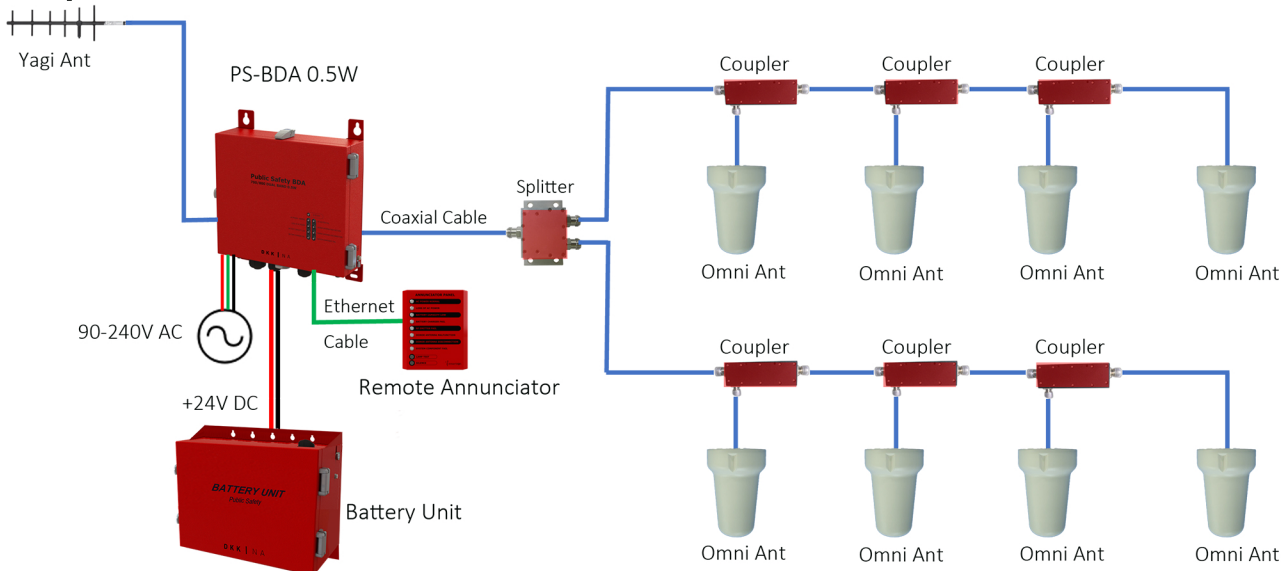 Yagi Ant
PS-BDA 0.5W
Public Safety BDA
Coaxial Cable
Splitter
Coupler
Coupler
Coupler
Omni Ant
Omni Ant
Omni Ant
Omni Ant
90-240V AC
Ethernet
Cable
Remote Annunciator
+24V DC
BATTERY UNIT
Public Safety
Battery Unit
Coupler
Coupler
Coupler
Omni Ant
Omni Ant
Omni Ant
Omni Ant